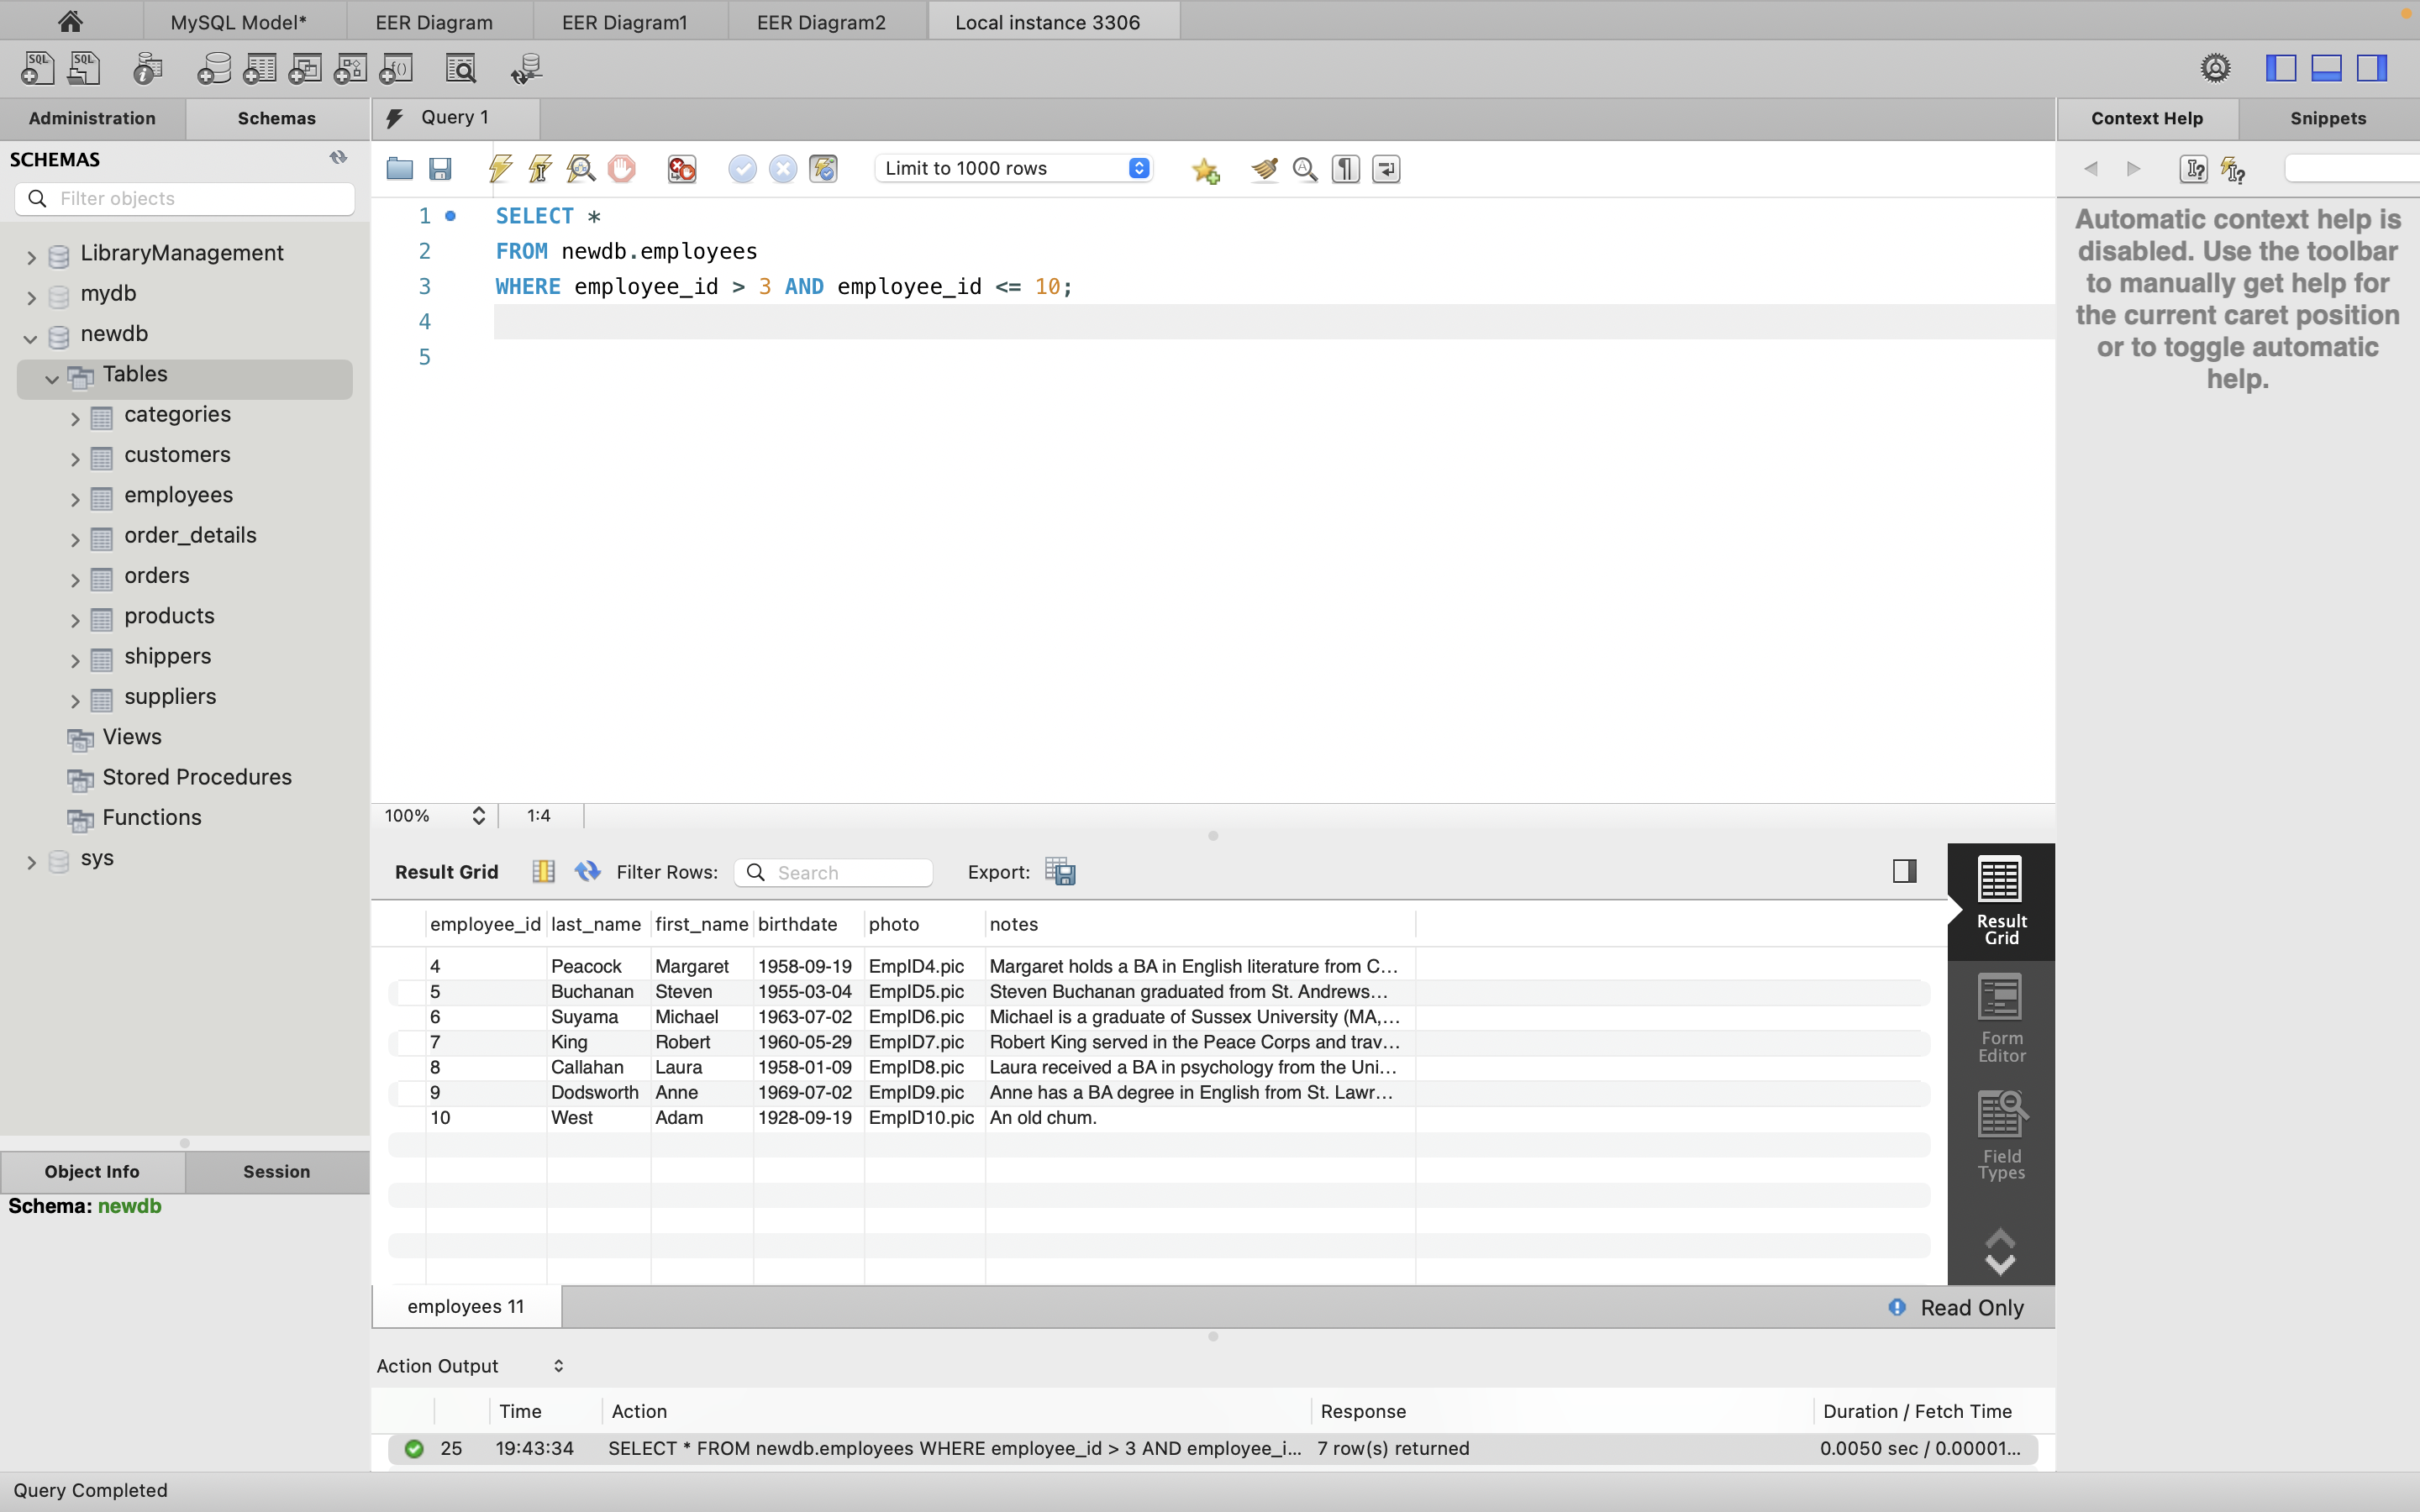 MySQL Model*
EER Diagram
EER Diagram1
EER Diagram2
Local instance 3306
Administration
Schemas
SCHEMAS
Filter objects
LibraryManagement
mydb
newdb
Tables
categories
customers
employees
order_details
orders
products
shippers
suppliers
Views
Stored Procedures
Functions
sys
Object Info
Session
Schema: newdb
Query 1
Limit to 1000 rows
1 SELECT *
2 FROM newdb.employees
3 WHERE employee_id > 3 AND employee_id <= 10;
4
5
100%
1:4
Result Grid
Filter Rows:
Search
Export:
employee_id last_name first_name birthdate photo notes
4 Peacock Margaret 1958-09-19 EmpID4.pic Margaret holds a BA in English literature from C...
5 Buchanan Steven 1955-03-04 EmpID5.pic Steven Buchanan graduated from St. Andrews...
6 Suyama Michael 1963-07-02 EmpID6.pic Michael is a graduate of Sussex University (MA,...
7 King Robert 1960-05-29 EmpID7.pic Robert King served in the Peace Corps and trav...
8 Callahan Laura 1958-01-09 EmpID8.pic Laura received a BA in psychology from the Uni...
9 Dodsworth Anne 1969-07-02 EmpID9.pic Anne has a BA degree in English from St. Lawr...
10 West Adam 1928-09-19 EmpID10.pic An old chum.
Result
Grid
Form
Editor
Field
Types
employees 11
Read Only
Action Output
Time Action Response Duration / Fetch Time
25 19:43:34 SELECT * FROM newdb.employees WHERE employee_id > 3 AND employee_i... 7 row(s) returned 0.0050 sec / 0.00001...
Context Help
Snippets
Automatic context help is
disabled. Use the toolbar
to manually get help for
the current caret position
or to toggle automatic
help.
Query Completed